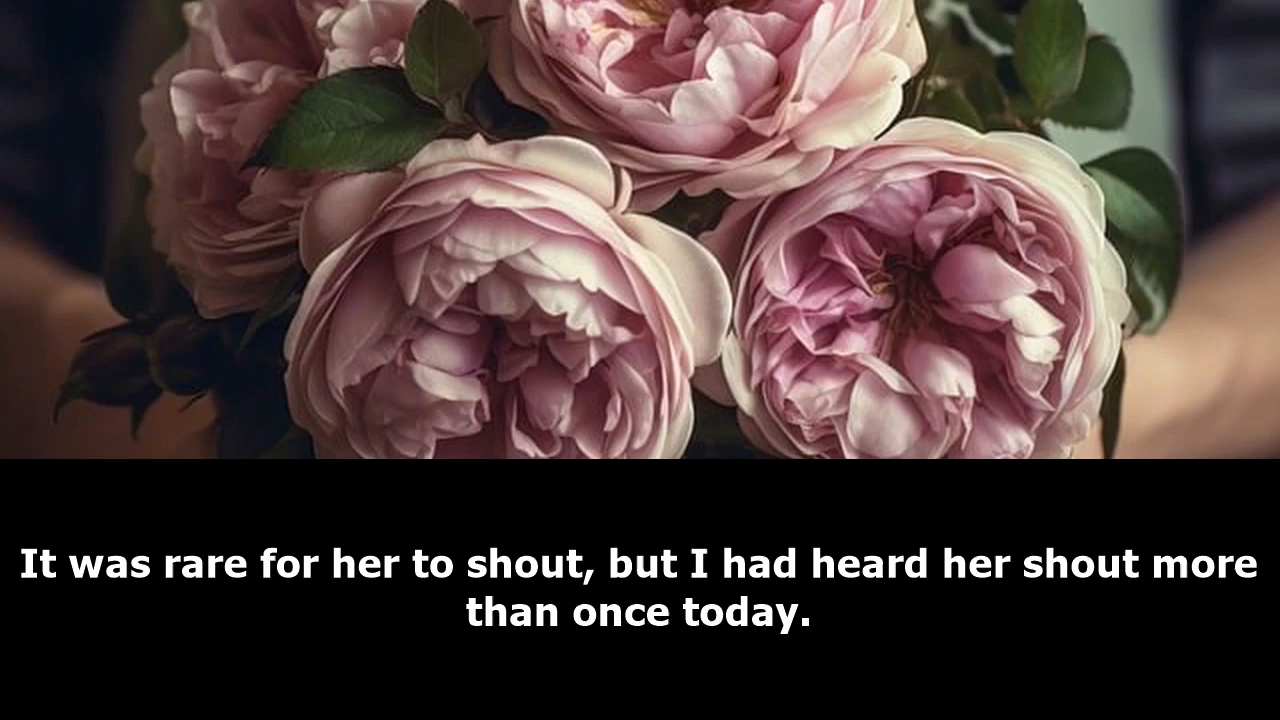 It was rare for her to shout, but I had heard her shout more
than once today.